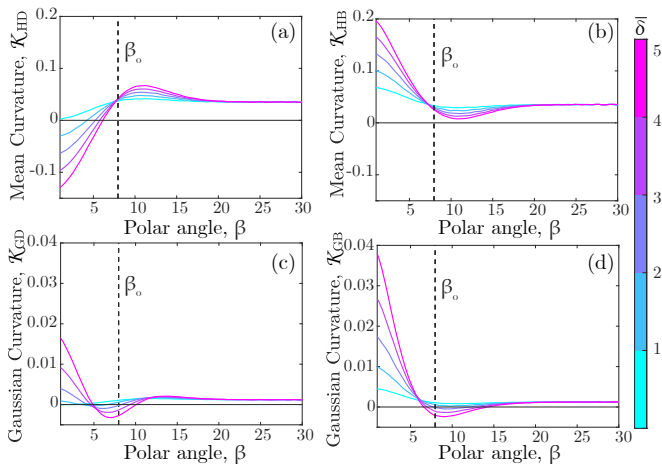 (a)
Mean Curvature, 𝒦HD
0.2
0.1
0
-0.1
βo
5 10 15 20 25 30
Polar angle, β
(b)
Mean Curvature, 𝒦HB
0.2
0.1
0
-0.1
βo
5 10 15 20 25 30
Polar angle, β
(c)
Gaussian Curvature, 𝒦GD
0.04
0.03
0.02
0.01
0
βo
5 10 15 20 25 30
Polar angle, β
(d)
Gaussian Curvature, 𝒦GB
0.04
0.03
0.02
0.01
0
βo
5 10 15 20 25 30
Polar angle, β
δ̅
5
4
3
2
1